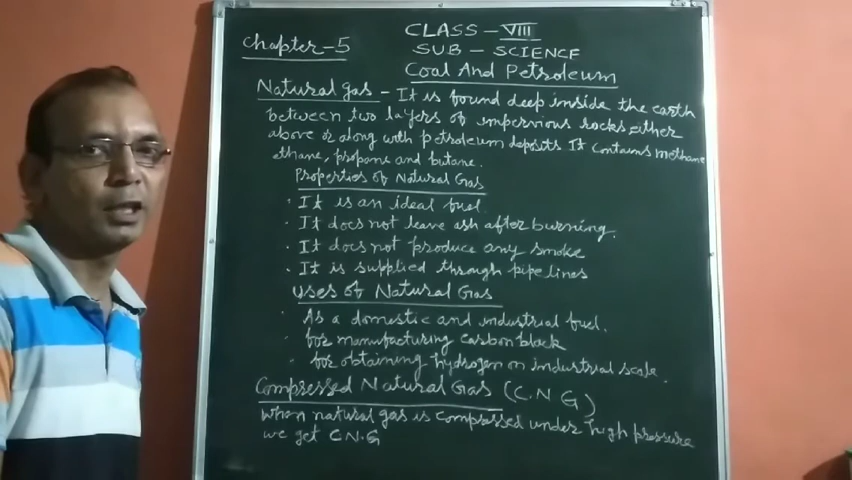 Chapter-5
CLASS - VIII
SUB - SCIENCE
Coal And Petroleum
Natural gas - It is found deep inside the earth
between two layers of impervious rocks either
above or along with petroleum deposits It contains methane
ethane, propane and butane.
Properties of Natural Gas
· It is an ideal fuel
· It does not leave ash after burning.
· It does not produce any smoke
· It is supplied through pipe lines
Uses of Natural Gas
· As a domestic and industrial fuel.
· for manufacturing carbon black
· for obtaining hydrogen on industrial scale.
Compressed Natural Gas (C.N G)
When natural gas is compressed under high pressure
we get C.N.G